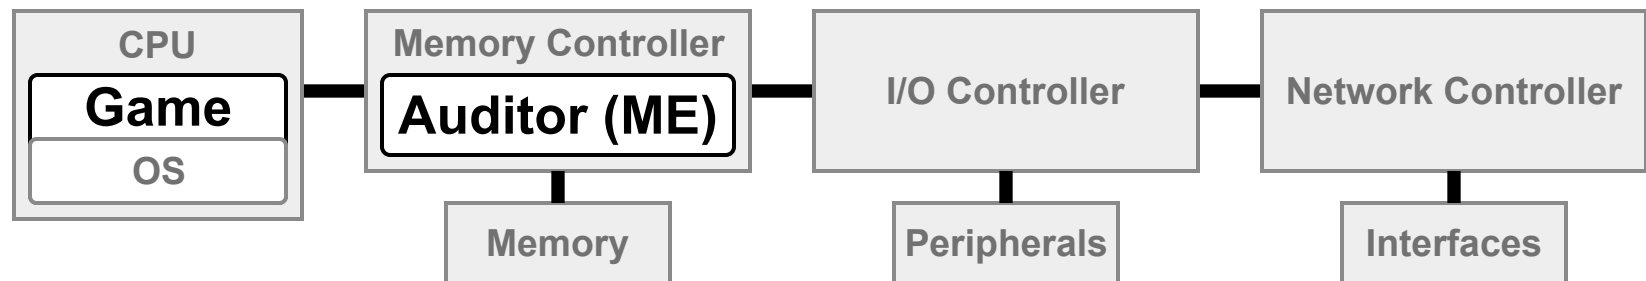 CPU
Game
OS
Memory Controller
Auditor (ME)
Memory
I/O Controller
Peripherals
Network Controller
Interfaces